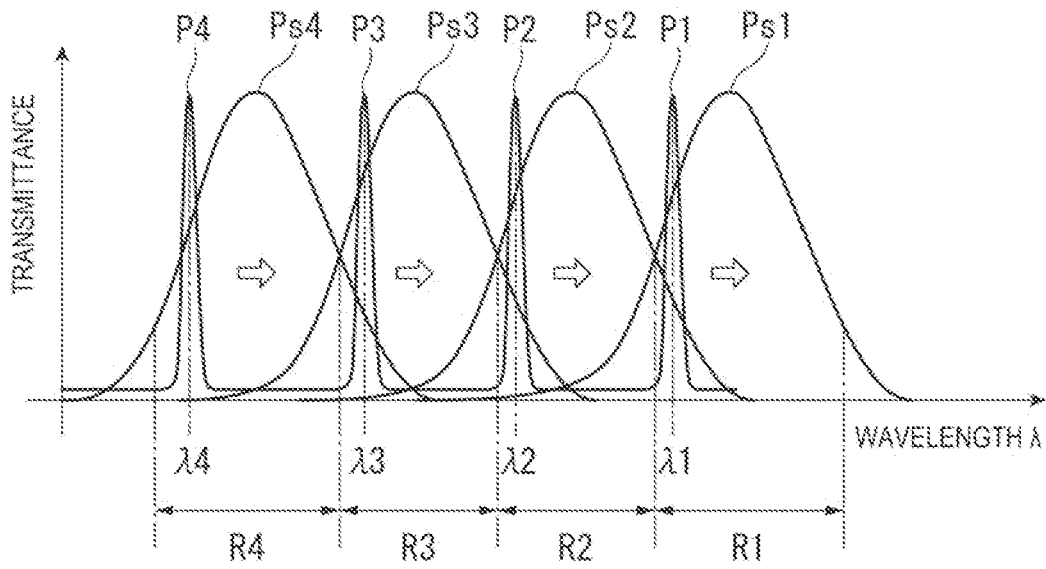 P4 Ps4 P3 Ps3 P2 Ps2 P1 Ps1
TRANSMITTANCE
WAVELENGTH λ
λ4 λ3 λ2 λ1
R4 R3 R2 R1